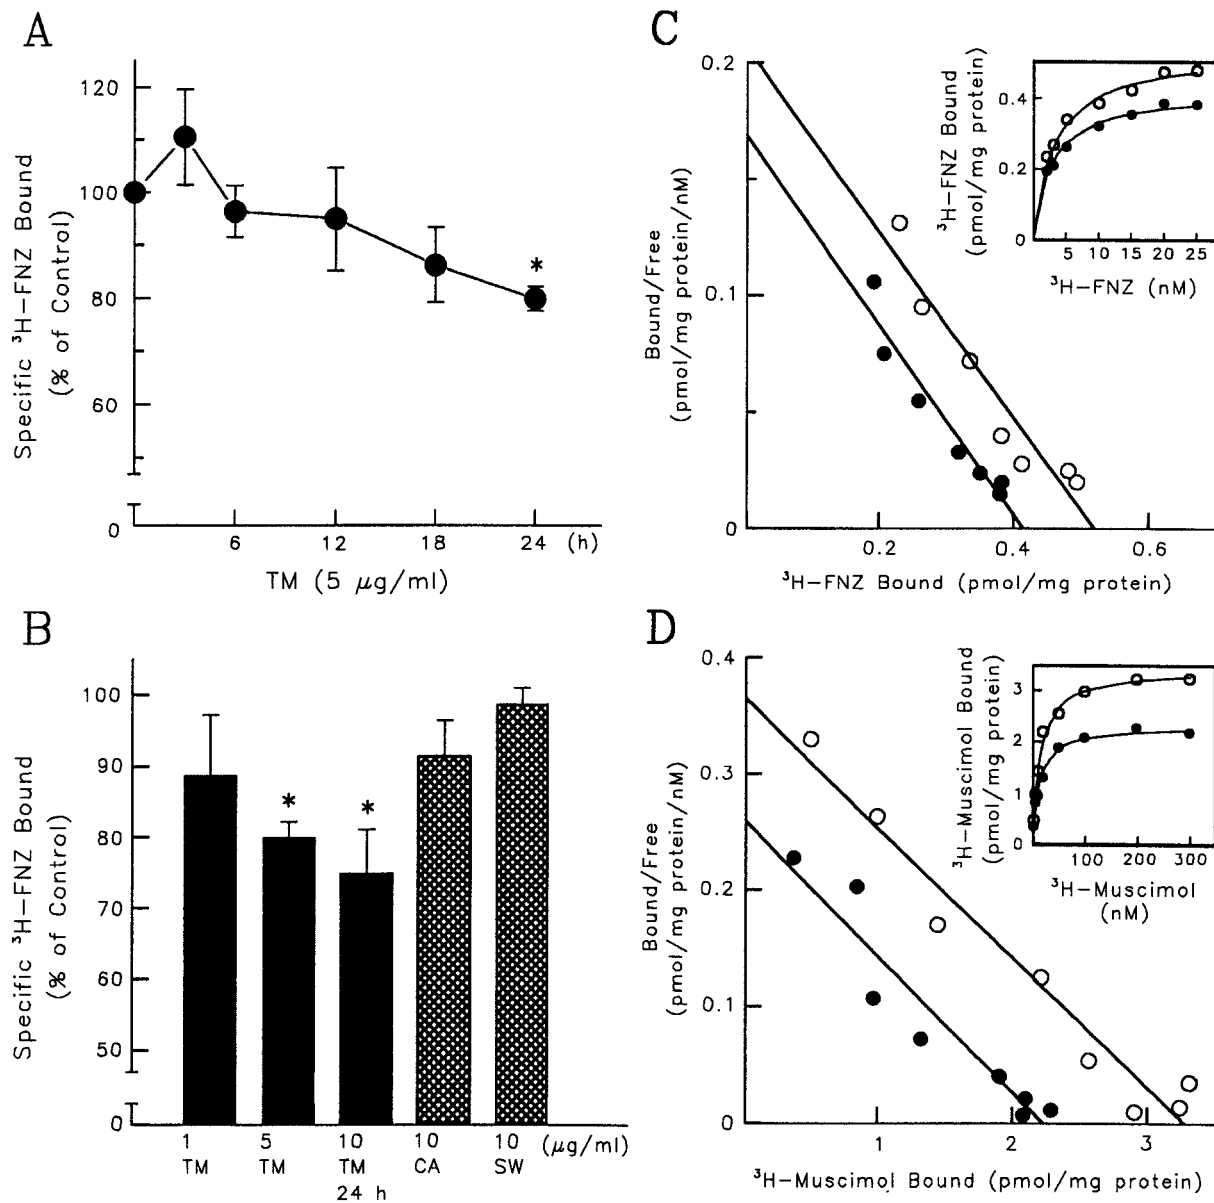 A
Specific ³H-FNZ Bound
(% of Control)
120
100
80
60
0
*
6
12
18
24
(h)
TM (5 μg/ml)
B
Specific ³H-FNZ Bound
(% of Control)
100
90
80
70
60
50
0
*
*
1 5 10 10 10 (μg/ml)
TM TM TM CA SW
24 h
C
Bound/Free
(pmol/mg protein/nM)
0.2
0.1
0
0.2 0.4 0.6
³H-FNZ Bound (pmol/mg protein)
³H-FNZ Bound
(pmol/mg protein)
0.4
0.2
0
5 10 15 20 25
³H-FNZ (nM)
D
Bound/Free
(pmol/mg protein/nM)
0.4
0.3
0.2
0.1
0
1 2 3
³H-Muscimol Bound (pmol/mg protein)
³H-Muscimol Bound
(pmol/mg protein)
3
2
1
0
100 200 300
³H-Muscimol
(nM)